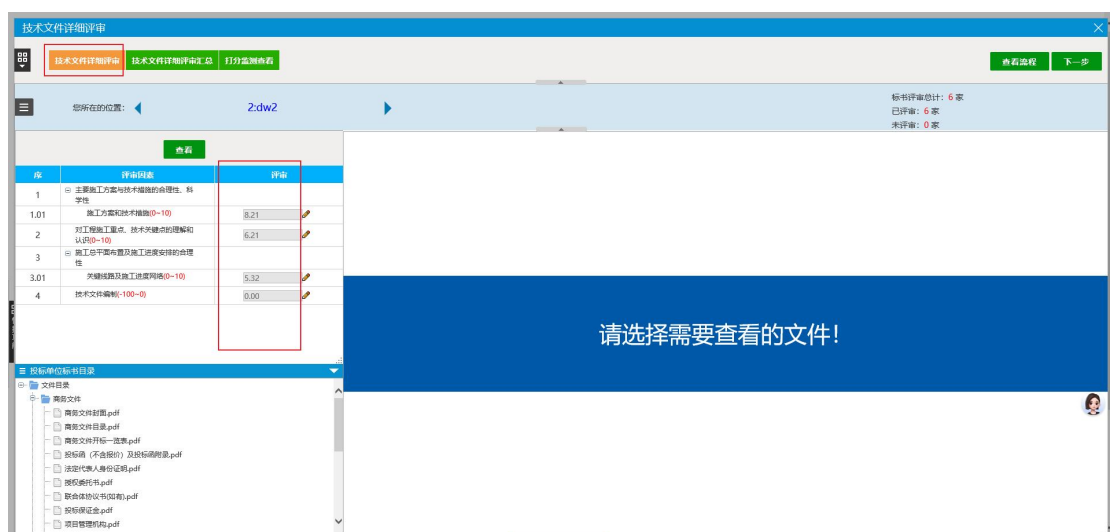 技术文件详细评审
技术文件详细评审 技术文件详细评审汇总 打分监测查看 查看流程 下一步
您所在的位置: 2:dw2
标书评审总计: 6 家
已评审: 6 家
未评审: 0 家
查看
序 评审因素 评审
1 主要施工方案与技术措施的合理性、科
学性
1.01 施工方案和技术措施(0~10) 8.21
2 对工程施工重点、技术关键点的理解和
认识(0~10) 6.21
3 施工总平面布置及施工进度安排的合理
性
3.01 关键线路及施工进度网络(0~10) 5.32
4 技术文件编制(-100~0) 0.00
请选择需要查看的文件!
投标单位标书目录
文件目录
商务文件
商务文件封面.pdf
商务文件目录.pdf
商务文件开标一览表.pdf
投标函（不含报价）及投标函附录.pdf
法定代表人身份证明.pdf
授权委托书.pdf
联合体协议书(如有).pdf
投标保证金.pdf
项目管理机构.pdf